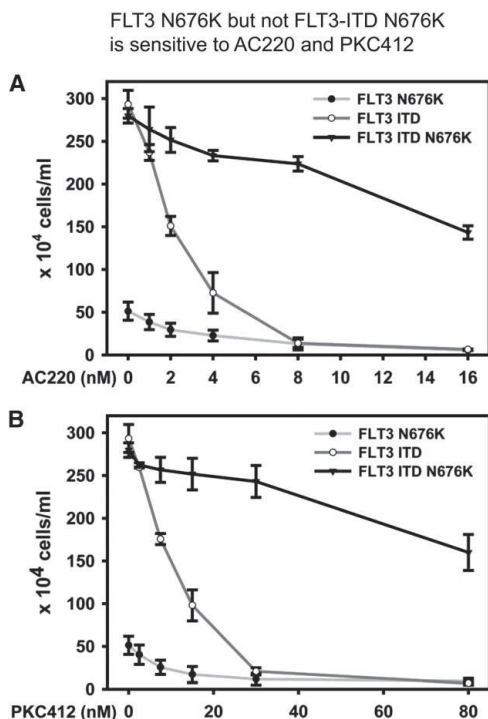 FLT3 N676K but not FLT3-ITD N676K
is sensitive to AC220 and PKC412
A
x 10⁴ cells/ml
300
250
200
150
100
50
0
FLT3 N676K
FLT3 ITD
FLT3 ITD N676K
AC220 (nM) 0 2 4 6 8 10 12 14 16
B
x 10⁴ cells/ml
300
250
200
150
100
50
0
FLT3 N676K
FLT3 ITD
FLT3 ITD N676K
PKC412 (nM) 0 20 40 60 80